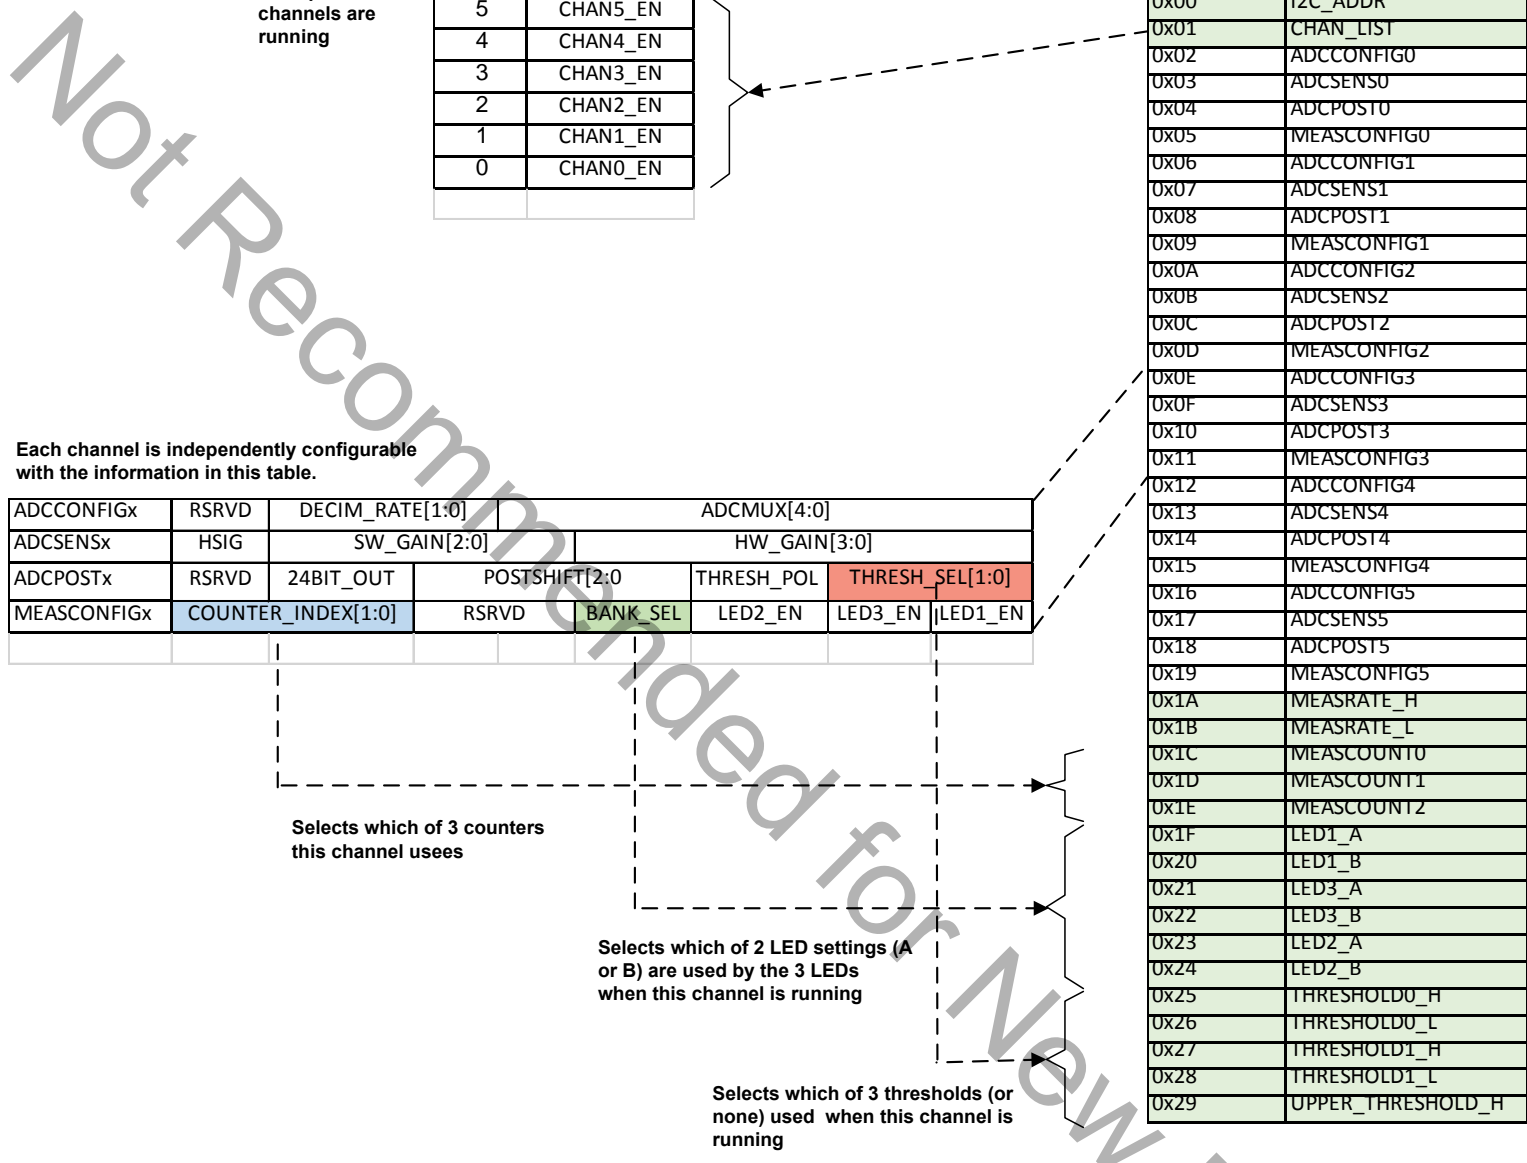 channels are
running
5 CHAN5_EN
4 CHAN4_EN
3 CHAN3_EN
2 CHAN2_EN
1 CHAN1_EN
0 CHAN0_EN
0x00 I2C_ADDR
0x01 CHAN_LIST
0x02 ADCCONFIG0
0x03 ADCSENS0
0x04 ADCPOST0
0x05 MEASCONFIG0
0x06 ADCCONFIG1
0x07 ADCSENS1
0x08 ADCPOST1
0x09 MEASCONFIG1
0x0A ADCCONFIG2
0x0B ADCSENS2
0x0C ADCPOST2
0x0D MEASCONFIG2
0x0E ADCCONFIG3
0x0F ADCSENS3
0x10 ADCPOST3
0x11 MEASCONFIG3
0x12 ADCCONFIG4
0x13 ADCSENS4
0x14 ADCPOST4
0x15 MEASCONFIG4
0x16 ADCCONFIG5
0x17 ADCSENS5
0x18 ADCPOST5
0x19 MEASCONFIG5
0x1A MEASRATE_H
0x1B MEASRATE_L
0x1C MEASCOUNT0
0x1D MEASCOUNT1
0x1E MEASCOUNT2
0x1F LED1_A
0x20 LED1_B
0x21 LED3_A
0x22 LED3_B
0x23 LED2_A
0x24 LED2_B
0x25 THRESHOLD0_H
0x26 THRESHOLD0_L
0x27 THRESHOLD1_H
0x28 THRESHOLD1_L
0x29 UPPER_THRESHOLD_H
Each channel is independently configurable
with the information in this table.
ADCCONFIGx RSRVD DECIM_RATE[1:0] ADCMUX[4:0]
ADCSENSx HSIG SW_GAIN[2:0] HW_GAIN[3:0]
ADCPOSTx RSRVD 24BIT_OUT POSTSHIFT[2:0 THRESH_POL THRESH_SEL[1:0]
MEASCONFIGx COUNTER_INDEX[1:0] RSRVD BANK_SEL LED2_EN LED3_EN LED1_EN
Selects which of 3 counters
this channel usees
Selects which of 2 LED settings (A
or B) are used by the 3 LEDs
when this channel is running
Selects which of 3 thresholds (or
none) used when this channel is
running
Not Recommended for New